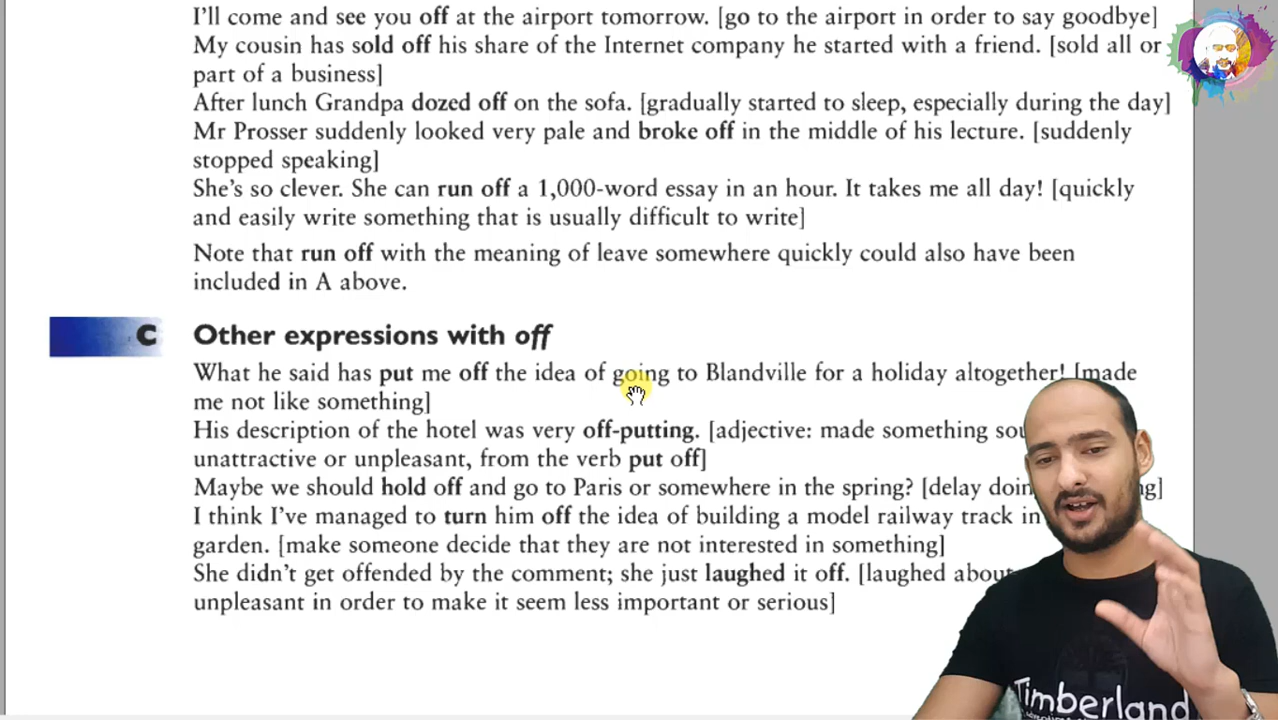 I'll come and see you off at the airport tomorrow. [go to the airport in order to say goodbye]
My cousin has sold off his share of the Internet company he started with a friend. [sold all or
part of a business]
After lunch Grandpa dozed off on the sofa. [gradually started to sleep, especially during the day]
Mr Prosser suddenly looked very pale and broke off in the middle of his lecture. [suddenly
stopped speaking]
She's so clever. She can run off a 1,000-word essay in an hour. It takes me all day! [quickly
and easily write something that is usually difficult to write]
Note that run off with the meaning of leave somewhere quickly could also have been
included in A above.
C Other expressions with off
What he said has put me off the idea of going to Blandville for a holiday altogether! [made
me not like something]
His description of the hotel was very off-putting. [adjective: made something
unattractive or unpleasant, from the verb put off]
Maybe we should hold off and go to Paris or somewhere in the spring? [delay
I think I've managed to turn him off the idea of building a model railway track in
garden. [make someone decide that they are not interested in something]
She didn't get offended by the comment; she just laughed it off. [laughed
unpleasant in order to make it seem less important or serious]
Timberland